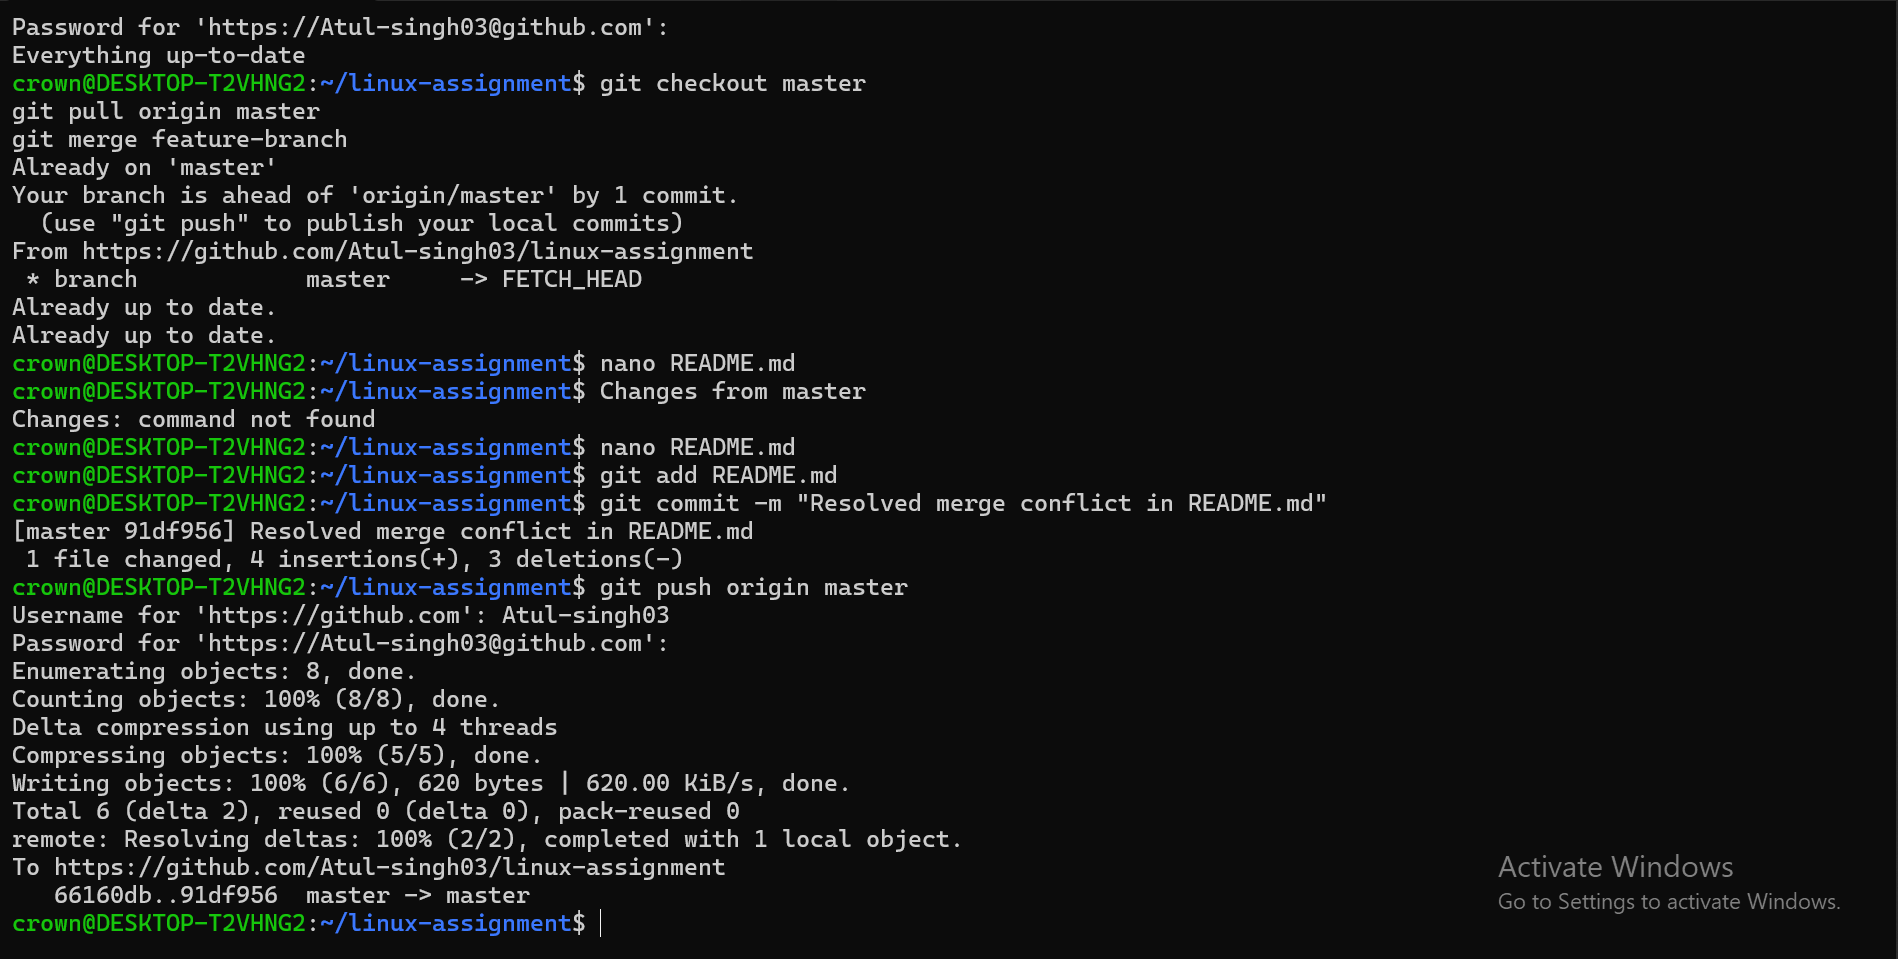 Password for 'https://Atul-singh03@github.com':
Everything up-to-date
crown@DESKTOP-T2VHNG2:~/linux-assignment$ git checkout master
git pull origin master
git merge feature-branch
Already on 'master'
Your branch is ahead of 'origin/master' by 1 commit.
  (use "git push" to publish your local commits)
From https://github.com/Atul-singh03/linux-assignment
 * branch            master     -> FETCH_HEAD
Already up to date.
Already up to date.
crown@DESKTOP-T2VHNG2:~/linux-assignment$ nano README.md
crown@DESKTOP-T2VHNG2:~/linux-assignment$ Changes from master
Changes: command not found
crown@DESKTOP-T2VHNG2:~/linux-assignment$ nano README.md
crown@DESKTOP-T2VHNG2:~/linux-assignment$ git add README.md
crown@DESKTOP-T2VHNG2:~/linux-assignment$ git commit -m "Resolved merge conflict in README.md"
[master 91df956] Resolved merge conflict in README.md
 1 file changed, 4 insertions(+), 3 deletions(-)
crown@DESKTOP-T2VHNG2:~/linux-assignment$ git push origin master
Username for 'https://github.com': Atul-singh03
Password for 'https://Atul-singh03@github.com':
Enumerating objects: 8, done.
Counting objects: 100% (8/8), done.
Delta compression using up to 4 threads
Compressing objects: 100% (5/5), done.
Writing objects: 100% (6/6), 620 bytes | 620.00 KiB/s, done.
Total 6 (delta 2), reused 0 (delta 0), pack-reused 0
remote: Resolving deltas: 100% (2/2), completed with 1 local object.
To https://github.com/Atul-singh03/linux-assignment
   66160db..91df956  master -> master
crown@DESKTOP-T2VHNG2:~/linux-assignment$
Activate Windows
Go to Settings to activate Windows.